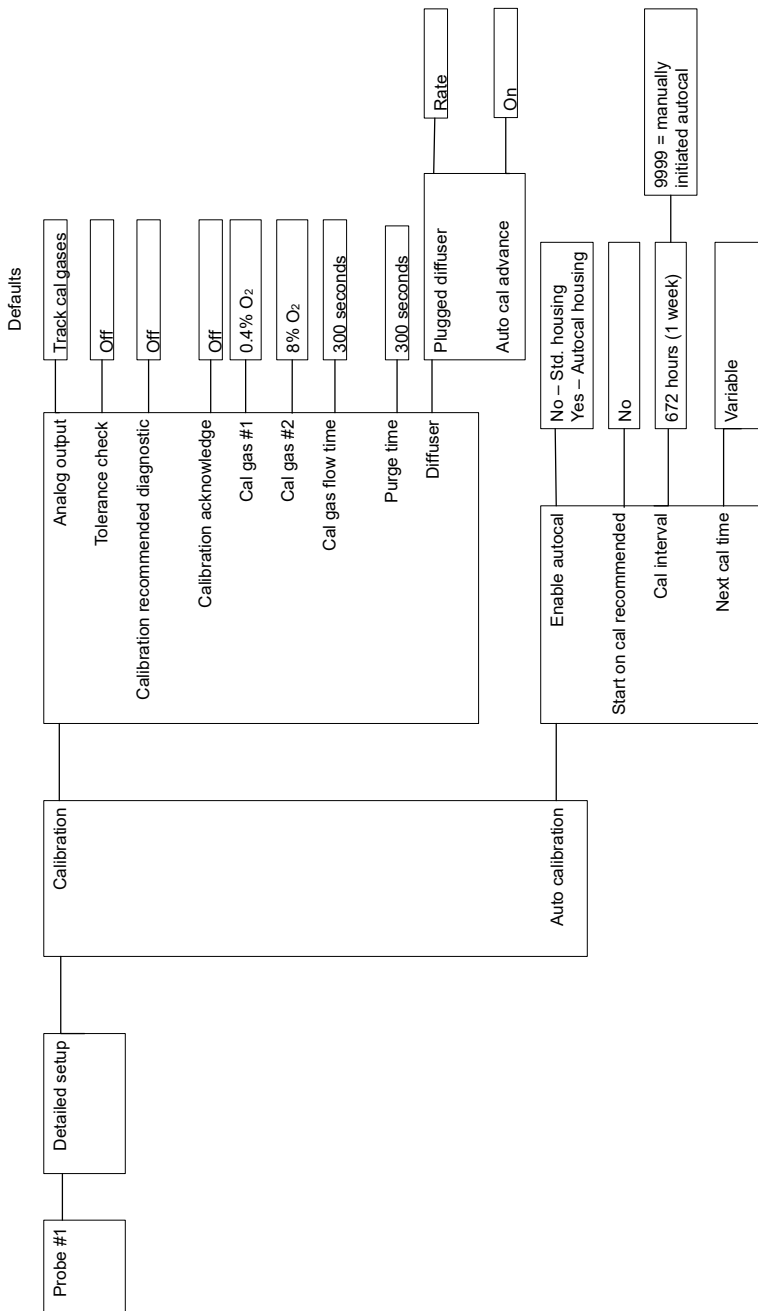 Defaults
Probe #1
Detailed setup
Calibration
Analog output
Track cal gases
Tolerance check
Off
Calibration recommended diagnostic
Off
Calibration acknowledge
Off
Cal gas #1
0.4% O2
Cal gas #2
8% O2
Cal gas flow time
300 seconds
Purge time
300 seconds
Diffuser
Plugged diffuser
Rate
Auto cal advance
On
Auto calibration
Enable autocal
No – Std. housing
Yes – Autocal housing
Start on cal recommended
No
Cal interval
672 hours (1 week)
9999 = manually
initiated autocal
Next cal time
Variable